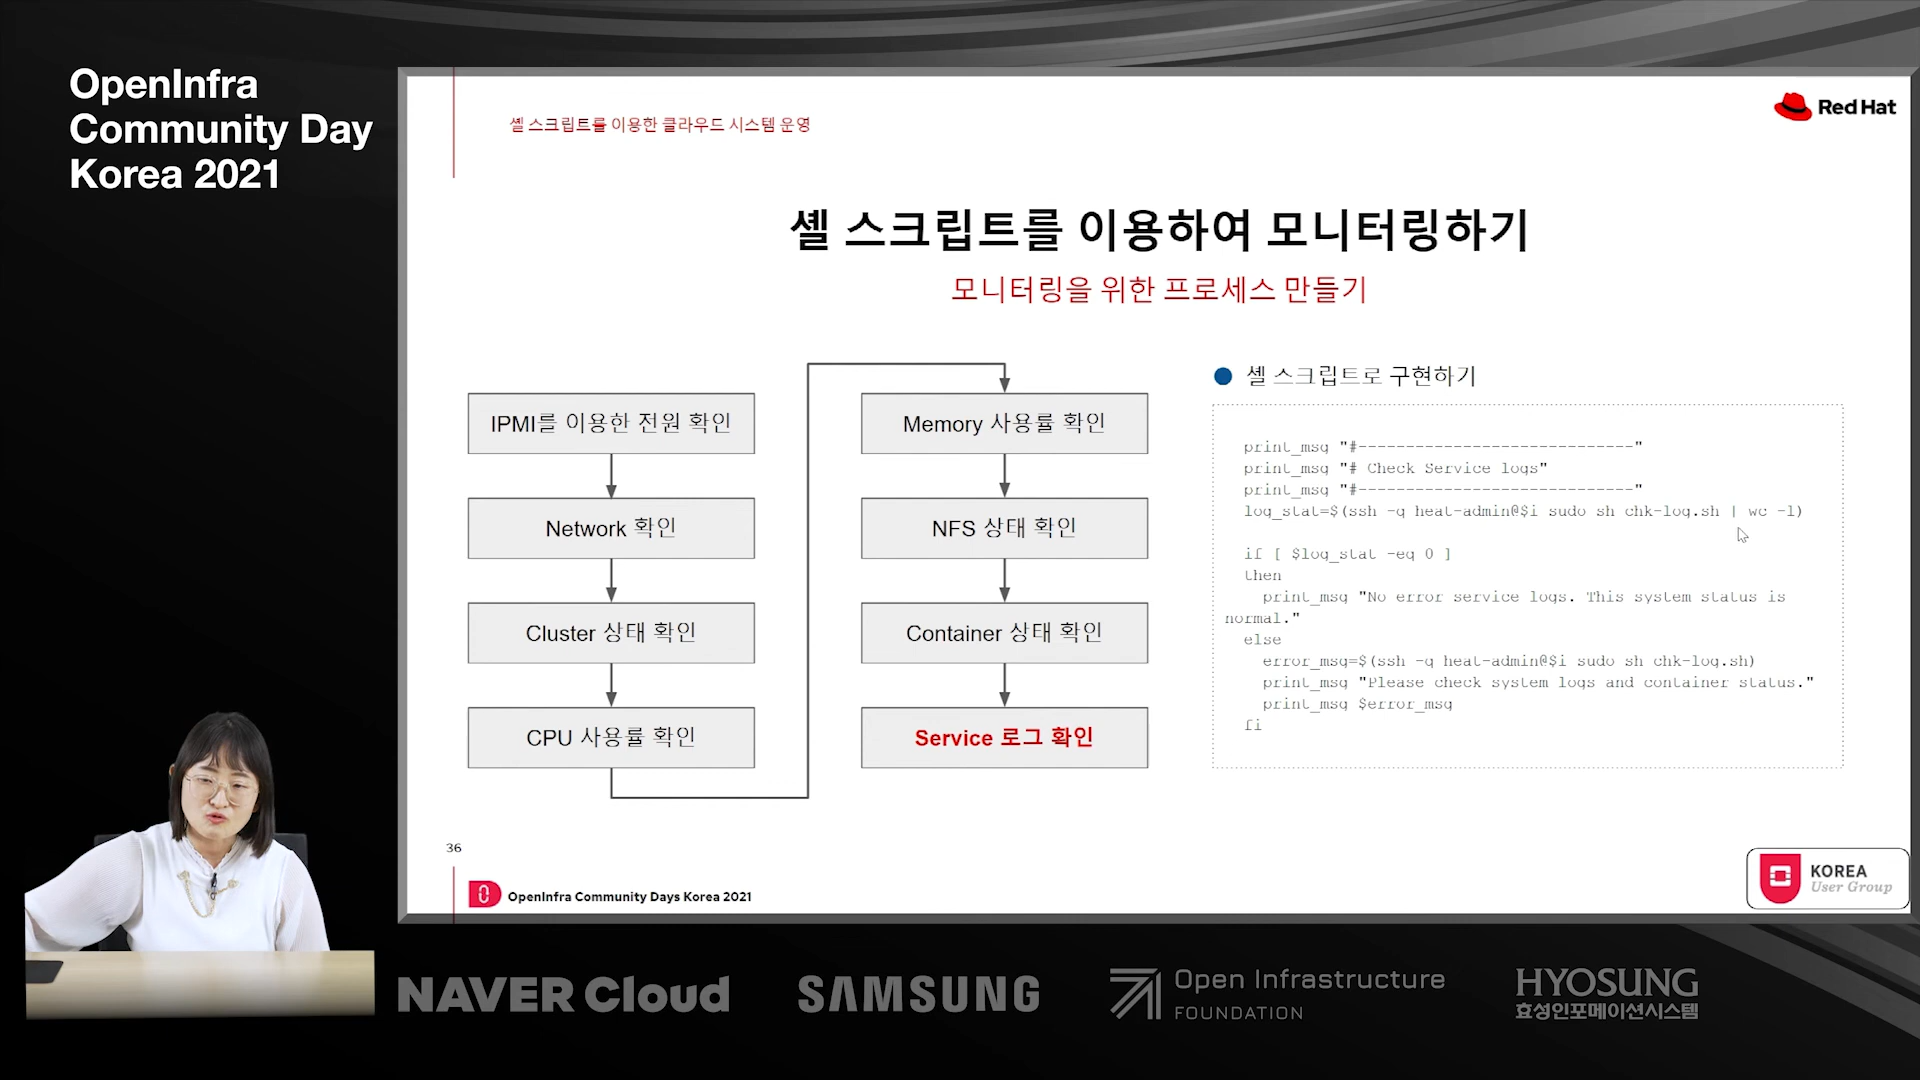 OpenInfra
Community Day
Korea 2021
셸 스크립트를 이용한 클라우드 시스템 운영
Red Hat
셸 스크립트를 이용하여 모니터링하기
모니터링을 위한 프로세스 만들기
IPMI를 이용한 전원 확인
Network 확인
Cluster 상태 확인
CPU 사용률 확인
Memory 사용률 확인
NFS 상태 확인
Container 상태 확인
Service 로그 확인
셸 스크립트로 구현하기
print_msg "#-----------------------------"
print_msg "# Check Service logs"
print_msg "#-----------------------------"
log_stat=$(ssh -q heat-admin@$i sudo sh chk-log.sh | wc -l)
if [ $log_stat -eq 0 ]
then
print_msg "No error service logs. This system status is
normal."
else
error_msg=$(ssh -q heat-admin@$i sudo sh chk-log.sh)
print_msg "Please check system logs and container status."
print_msg $error_msg
fi
36
OpenInfra Community Days Korea 2021
KOREA
User Group
NAVER Cloud
SAMSUNG
Open Infrastructure
FOUNDATION
HYOSUNG
효성인포메이션시스템